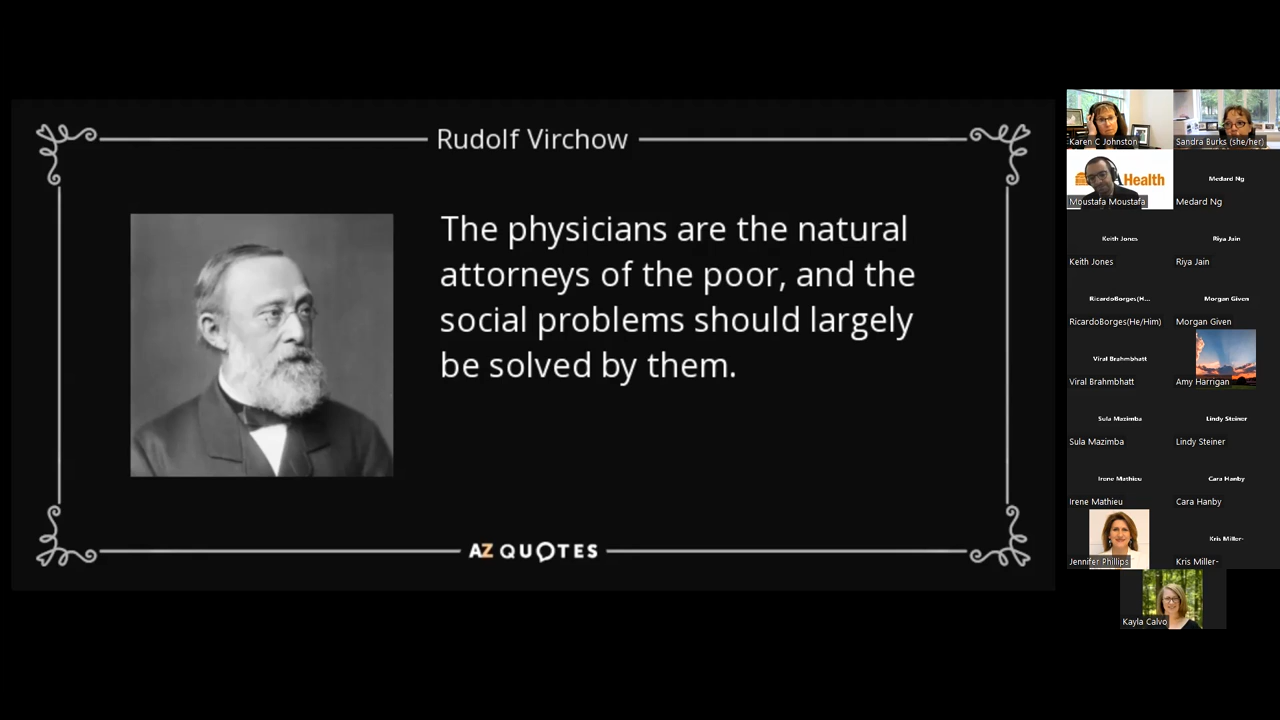 Rudolf Virchow
The physicians are the natural
attorneys of the poor, and the
social problems should largely
be solved by them.
AZ QUOTES
Karen C Johnston
Sandra Burks (she/her)
Health
Moustafa Moustafa
Medard Ng
Medard Ng
Keith Jones
Keith Jones
Riya Jain
Riya Jain
RicardoBorges(H...
RicardoBorges(He/Him)
Morgan Given
Morgan Given
Viral Brahmbhatt
Viral Brahmbhatt
Amy Harrigan
Sula Mazimba
Sula Mazimba
Lindy Steiner
Lindy Steiner
Irene Mathieu
Irene Mathieu
Cara Hanby
Cara Hanby
Jennifer Phillips
Kris Miller-
Kris Miller-
Kayla Calvo